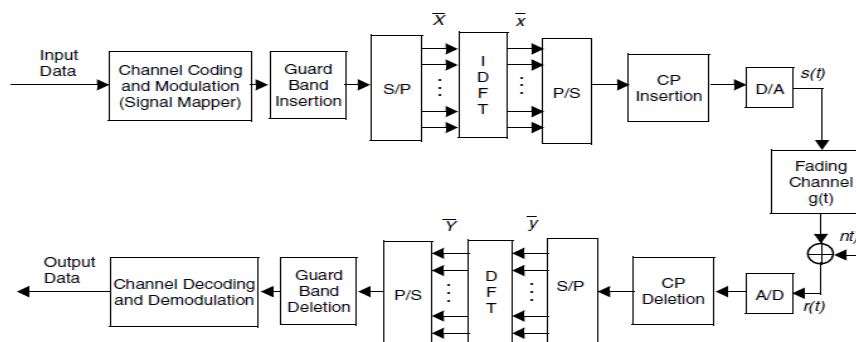 Input
Data
Channel Coding
and Modulation
(Signal Mapper)
Guard
Band
Insertion
S/P
X
I
D
F
T
x
P/S
CP
Insertion
D/A
s(t)
Fading
Channel
g(t)
nt)
r(t)
A/D
CP
Deletion
S/P
y
D
F
T
Y
P/S
Guard
Band
Deletion
Channel Decoding
and Demodulation
Output
Data